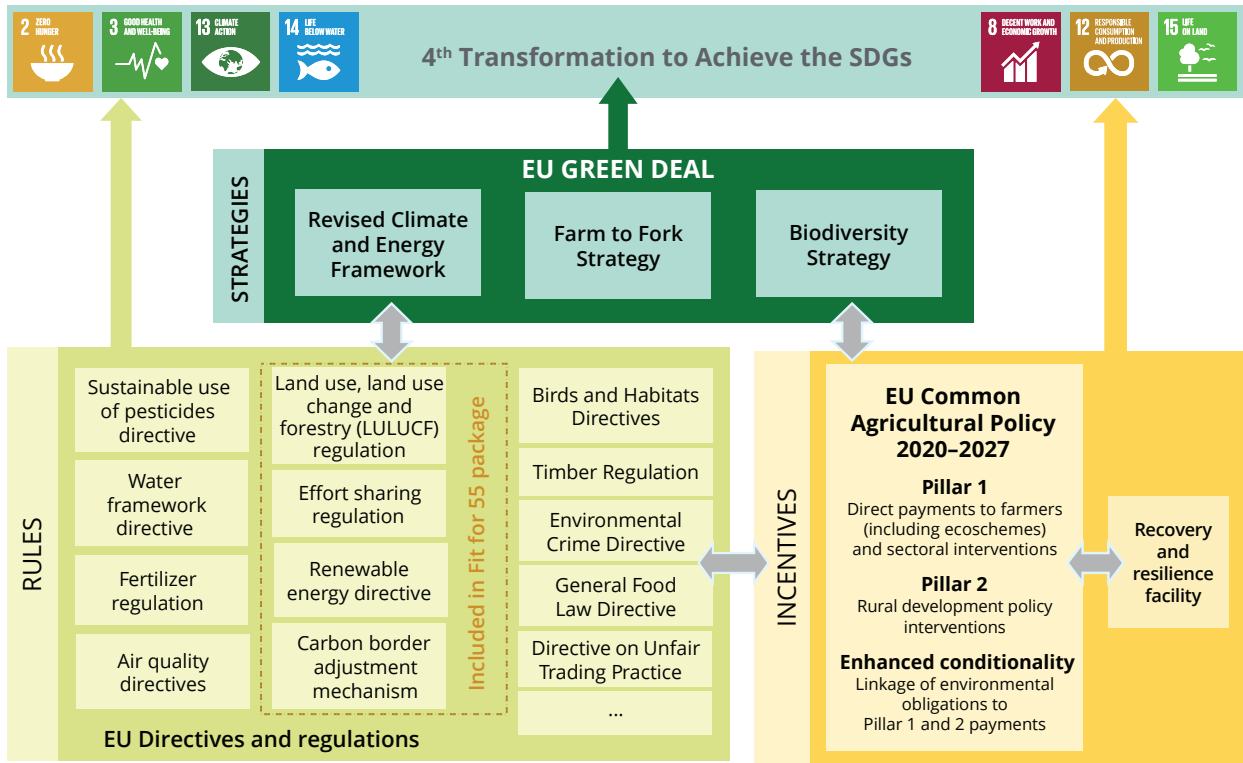 2 ZERO
HUNGER
3 GOOD HEALTH
AND WELL-BEING
13 CLIMATE
ACTION
14 LIFE
BELOW WATER
4th Transformation to Achieve the SDGs
8 DECENT WORK AND
ECONOMIC GROWTH
12 RESPONSIBLE
CONSUMPTION
AND PRODUCTION
15 LIFE
ON LAND
STRATEGIES
EU GREEN DEAL
Revised Climate
and Energy
Framework
Farm to Fork
Strategy
Biodiversity
Strategy
RULES
Sustainable use
of pesticides
directive
Water
framework
directive
Fertilizer
regulation
Air quality
directives
Land use, land use
change and
forestry (LULUCF)
regulation
Effort sharing
regulation
Renewable
energy directive
Carbon border
adjustment
mechanism
Included in Fit for 55 package
Birds and Habitats
Directives
Timber Regulation
Environmental
Crime Directive
General Food
Law Directive
Directive on Unfair
Trading Practice
...
EU Directives and regulations
INCENTIVES
EU Common
Agricultural Policy
2020–2027
Pillar 1
Direct payments to farmers
(including ecoschemes)
and sectoral interventions
Pillar 2
Rural development policy
interventions
Enhanced conditionality
Linkage of environmental
obligations to
Pillar 1 and 2 payments
Recovery
and
resilience
facility